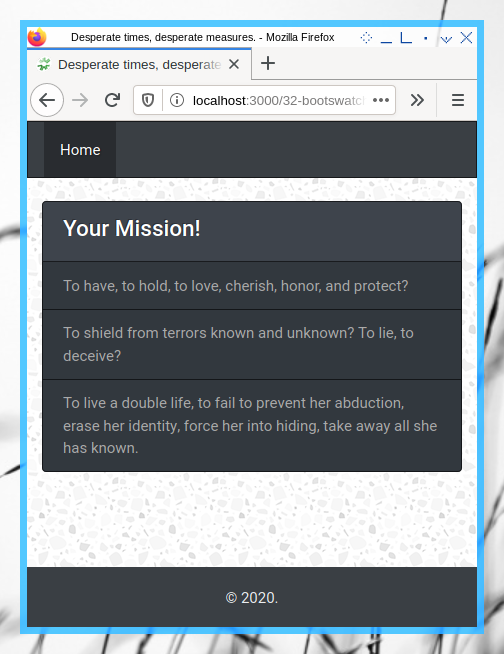 Desperate times, desperate measures. - Mozilla Firefox
Desperate times, desperate
localhost:3000/32-bootswatc
Home
Your Mission!
To have, to hold, to love, cherish, honor, and protect?
To shield from terrors known and unknown? To lie, to
deceive?
To live a double life, to fail to prevent her abduction,
erase her identity, force her into hiding, take away all she
has known.
© 2020.